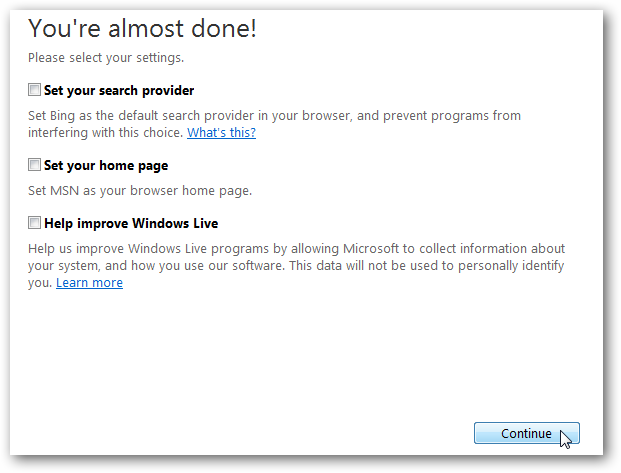 You're almost done!
Please select your settings.
Set your search provider
Set Bing as the default search provider in your browser, and prevent programs from
interfering with this choice. What's this?
Set your home page
Set MSN as your browser home page.
Help improve Windows Live
Help us improve Windows Live programs by allowing Microsoft to collect information about
your system, and how you use our software. This data will not be used to personally identify
you. Learn more
Continue